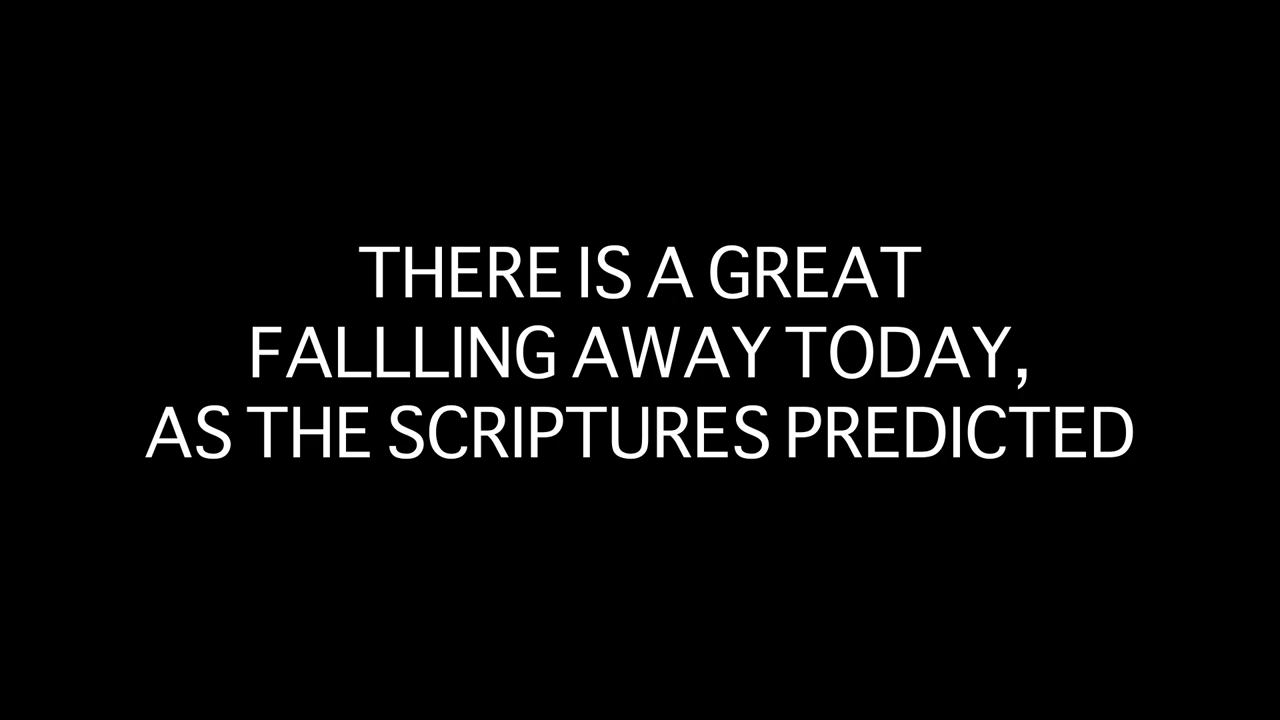 THERE IS A GREAT
FALLLING AWAY TODAY,
AS THE SCRIPTURES PREDICTED